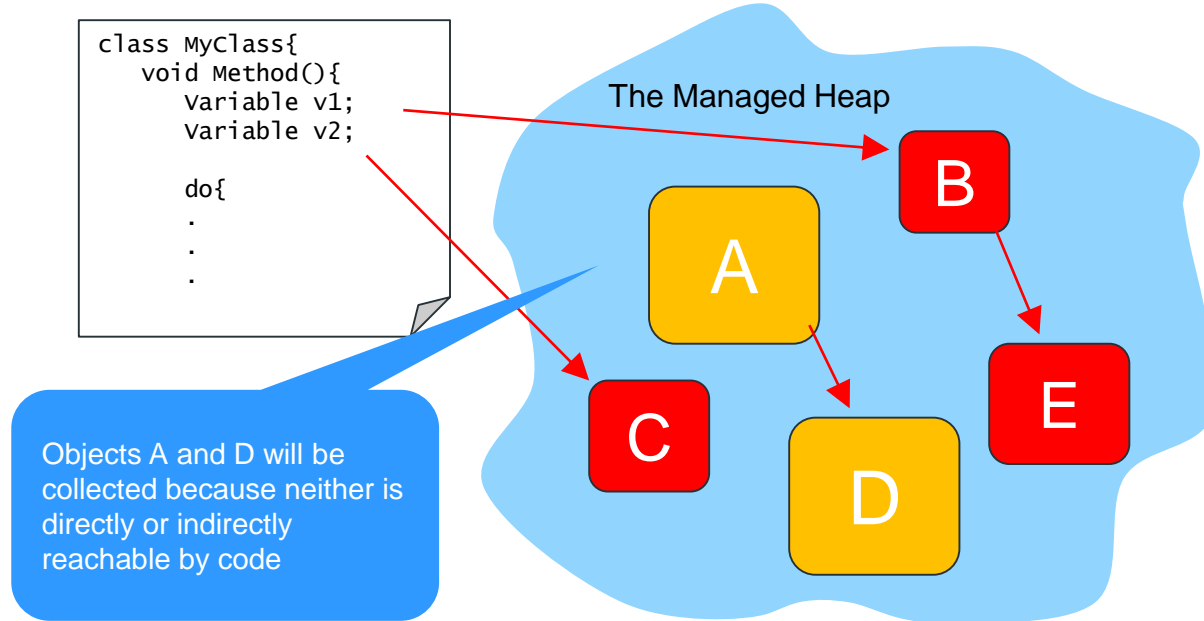 class MyClass{
void Method(){
Variable v1;
Variable v2;
do{
.
.
.
The Managed Heap
B
A
E
C
D
Objects A and D will be
collected because neither is
directly or indirectly
reachable by code